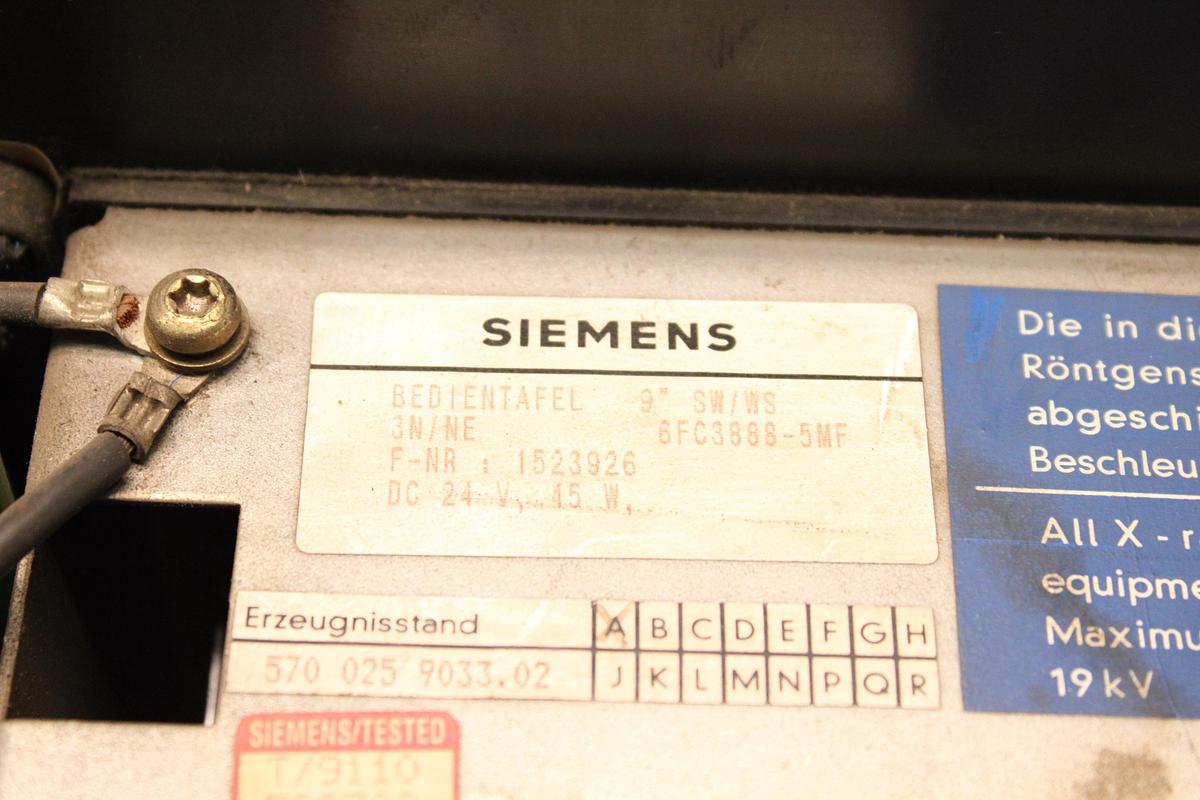 SIEMENS
BEDIENTAFEL 9" SW/WS
3N/NE 6FC3888-5MF
F-NR : 1523926
DC 24 V, 45 W,
Erzeugnisstand A B C D E F G H
570 025 9033.02 J K L M N P Q R
SIEMENS/TESTED
T/9110
Die in di
Röntgens
abgeschi
Beschleu
All X-r
equipme
Maximu
19 kV